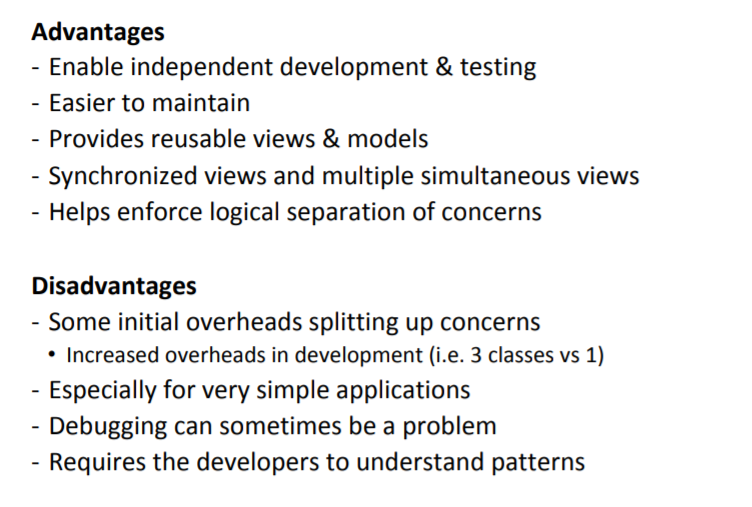 Advantages
- Enable independent development & testing
- Easier to maintain
- Provides reusable views & models
- Synchronized views and multiple simultaneous views
- Helps enforce logical separation of concerns
Disadvantages
- Some initial overheads splitting up concerns
• Increased overheads in development (i.e. 3 classes vs 1)
- Especially for very simple applications
- Debugging can sometimes be a problem
- Requires the developers to understand patterns